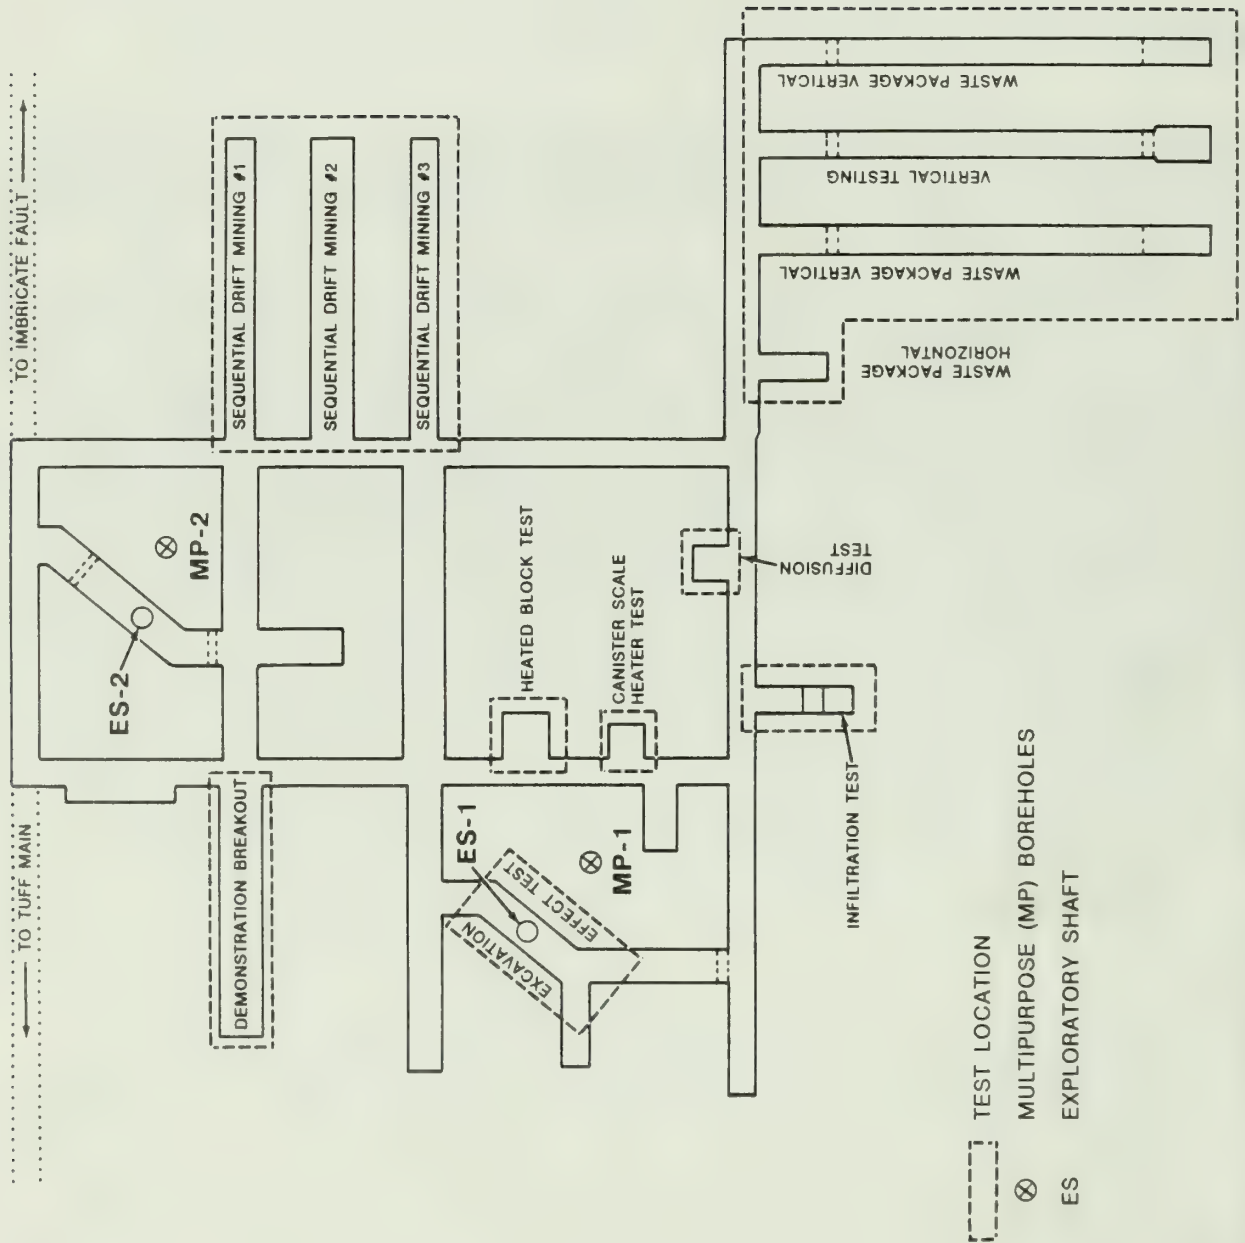 TO IMBRICATE FAULT
TO TUFF MAIN
SEQUENTIAL DRIFT MINING #1
SEQUENTIAL DRIFT MINING #2
SEQUENTIAL DRIFT MINING #3
MP-2
ES-2
DEMONSTRATION BREAKOUT
HEATED BLOCK TEST
CANISTER SCALE
HEATER TEST
ES-1
MP-1
EXCAVATION
EFFECT TEST
DIFFUSION
TEST
INFILTRATION TEST
WASTE PACKAGE
HORIZONTAL
WASTE PACKAGE VERTICAL
VERTICAL TESTING
WASTE PACKAGE VERTICAL
TEST LOCATION
MULTIPURPOSE (MP) BOREHOLES
ES EXPLORATORY SHAFT